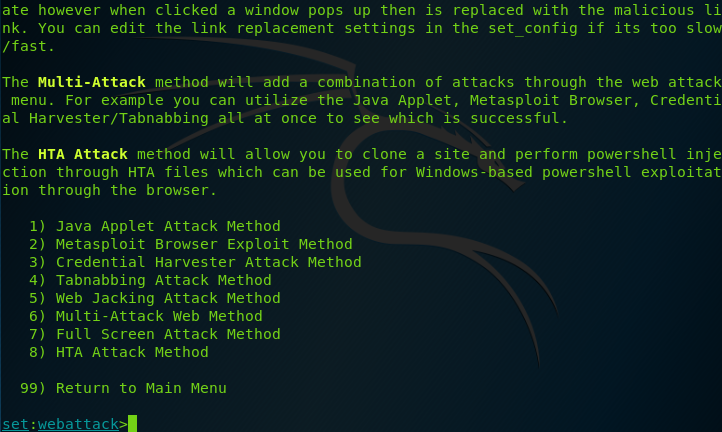 ate however when clicked a window pops up then is replaced with the malicious li
nk. You can edit the link replacement settings in the set_config if its too slow
/fast.
The Multi-Attack method will add a combination of attacks through the web attack
 menu. For example you can utilize the Java Applet, Metasploit Browser, Credenti
al Harvester/Tabnabbing all at once to see which is successful.
The HTA Attack method will allow you to clone a site and perform powershell inje
ction through HTA files which can be used for Windows-based powershell exploitat
ion through the browser.
1) Java Applet Attack Method
2) Metasploit Browser Exploit Method
3) Credential Harvester Attack Method
4) Tabnabbing Attack Method
5) Web Jacking Attack Method
6) Multi-Attack Web Method
7) Full Screen Attack Method
8) HTA Attack Method
99) Return to Main Menu
set:webattack>